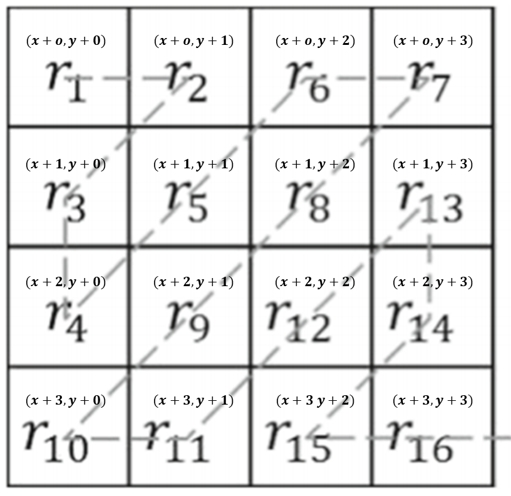 (x + o, y + 0) (x + o, y + 1) (x + o, y + 2) (x + o, y + 3)
r1 r2 r6 r7
(x + 1, y + 0) (x + 1, y + 1) (x + 1, y + 2) (x + 1, y + 3)
r3 r5 r8 r13
(x + 2, y + 0) (x + 2, y + 1) (x + 2, y + 2) (x + 2, y + 3)
r4 r9 r12 r14
(x + 3, y + 0) (x + 3, y + 1) (x + 3 y + 2) (x + 3, y + 3)
r10 r11 r15 r16